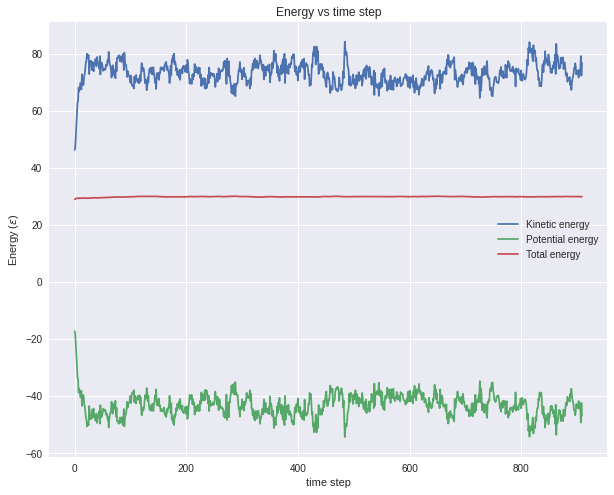 Energy vs time step
80
60
40
20
0
−20
−40
−60
Energy (ε)
Kinetic energy
Potential energy
Total energy
0
200
400
600
800
time step